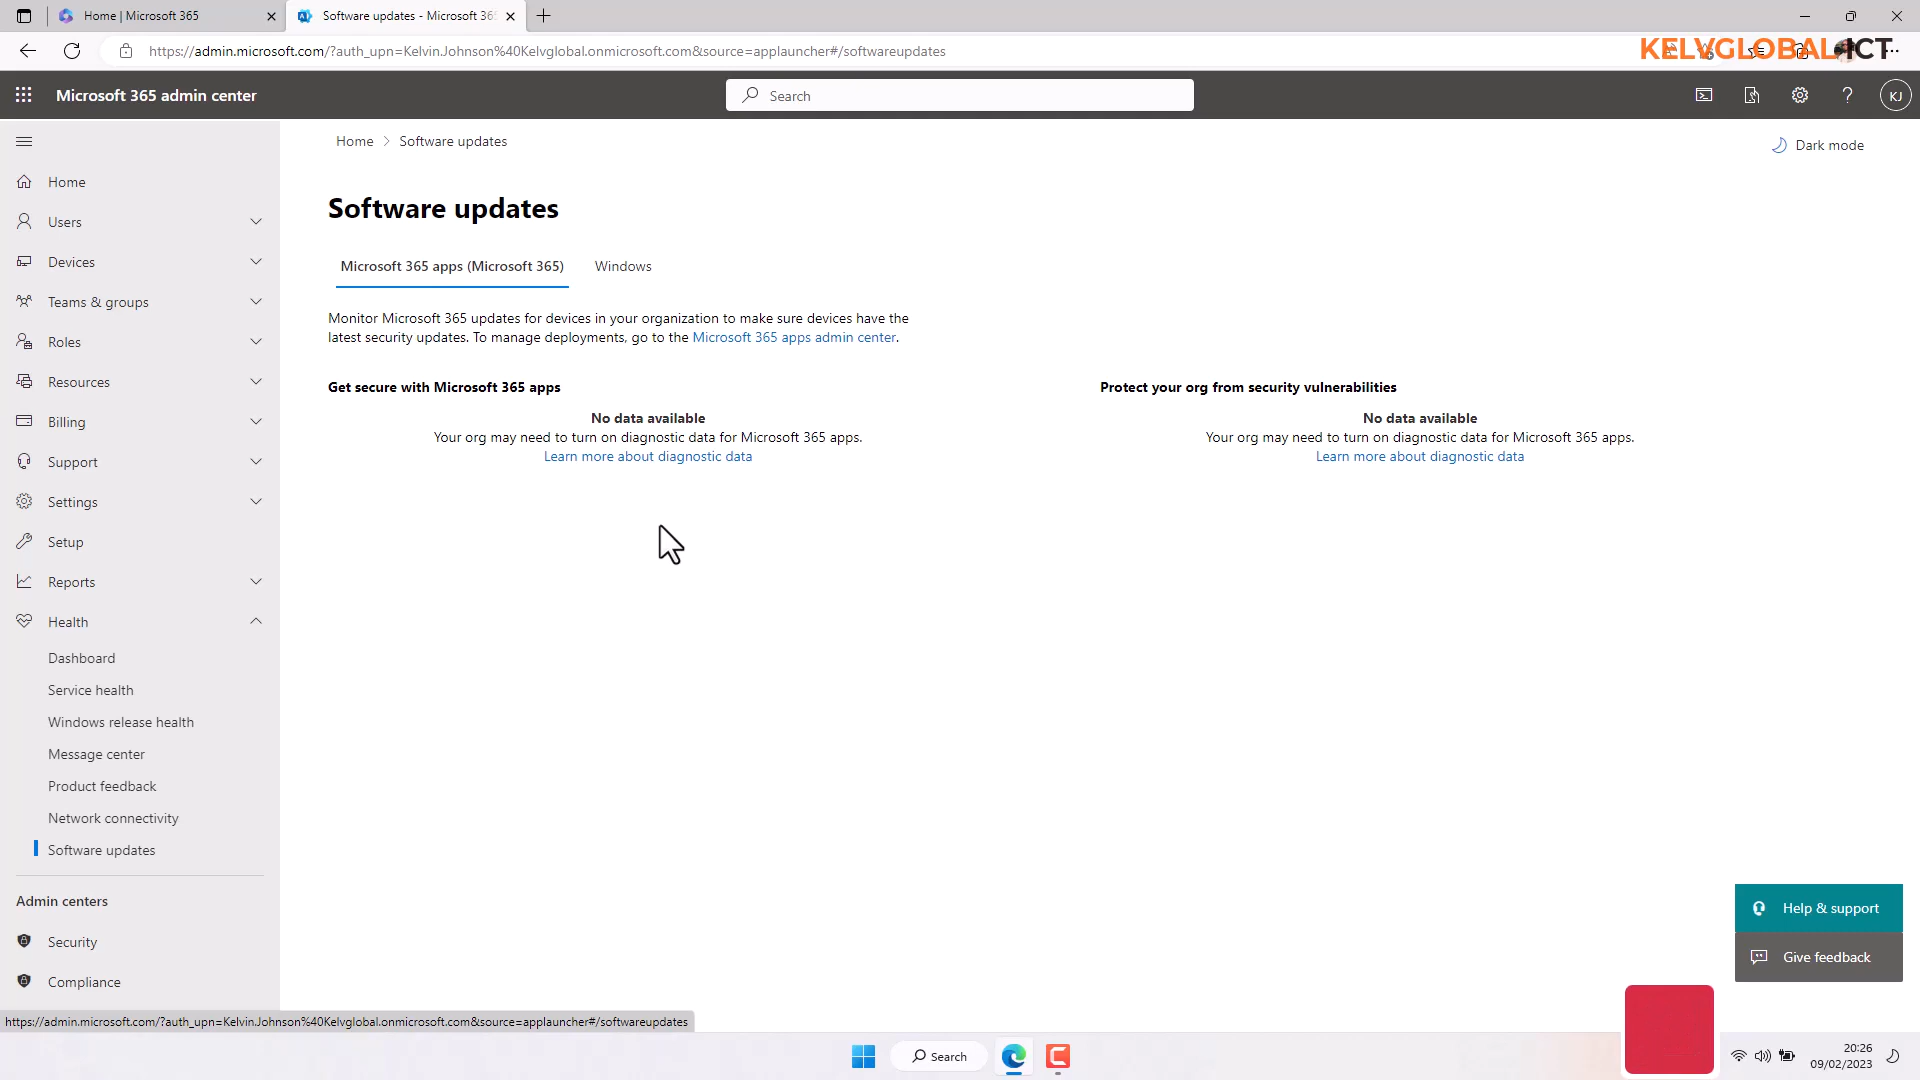 Home | Microsoft 365
Software updates - Microsoft 365
https://admin.microsoft.com/?auth_upn=Kelvin.Johnson%40Kelvglobal.onmicrosoft.com&source=applauncher#/softwareupdates
KELVGLOBAL ICT
Microsoft 365 admin center
Search
KJ
Home > Software updates
Dark mode
Home
Users
Devices
Teams & groups
Roles
Resources
Billing
Support
Settings
Setup
Reports
Health
Dashboard
Service health
Windows release health
Message center
Product feedback
Network connectivity
Software updates
Admin centers
Security
Compliance
Software updates
Microsoft 365 apps (Microsoft 365)
Windows
Monitor Microsoft 365 updates for devices in your organization to make sure devices have the
latest security updates. To manage deployments, go to the Microsoft 365 apps admin center.
Get secure with Microsoft 365 apps
No data available
Your org may need to turn on diagnostic data for Microsoft 365 apps.
Learn more about diagnostic data
Protect your org from security vulnerabilities
No data available
Your org may need to turn on diagnostic data for Microsoft 365 apps.
Learn more about diagnostic data
Help & support
Give feedback
https://admin.microsoft.com/?auth_upn=Kelvin.Johnson%40Kelvglobal.onmicrosoft.com&source=applauncher#/softwareupdates
Search
20:26
09/02/2023